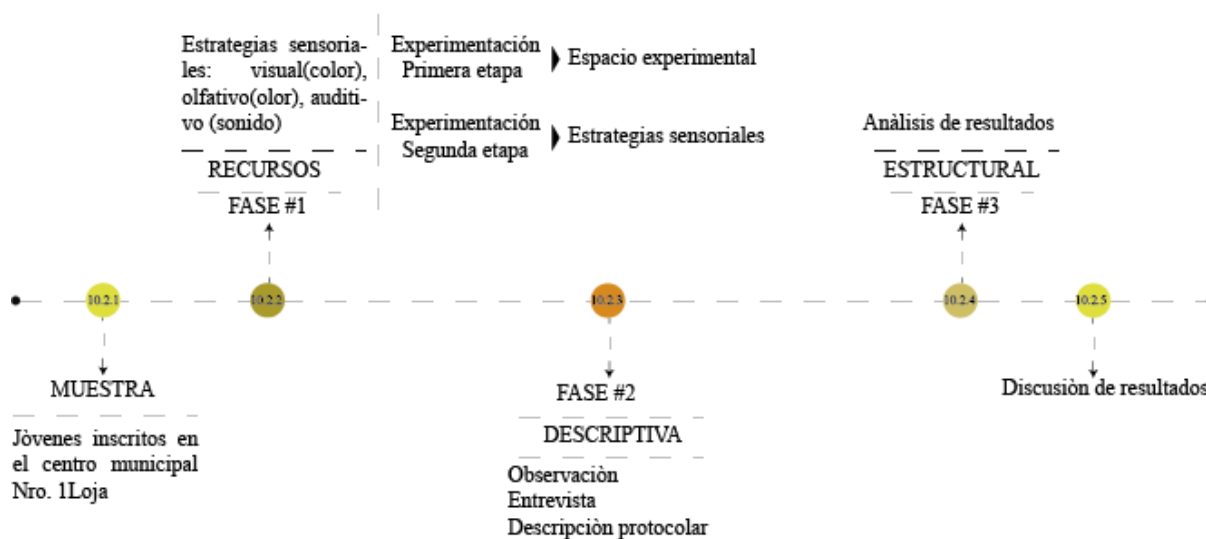 Estrategias sensoria-
les: visual(color),
olfativo(olor), auditi-
vo (sonido)
RECURSOS
FASE #1
Experimentación
Primera etapa
Espacio experimental
Experimentación
Segunda etapa
Estrategias sensoriales
Anàlisis de resultados
ESTRUCTURAL
FASE #3
10.2.1
10.2.2
10.2.3
10.2.4
10.2.5
MUESTRA
Jòvenes inscritos en
el centro municipal
Nro. 1Loja
FASE #2
DESCRIPTIVA
Observaciòn
Entrevista
Descripciòn protocolar
Discusiòn de resultados